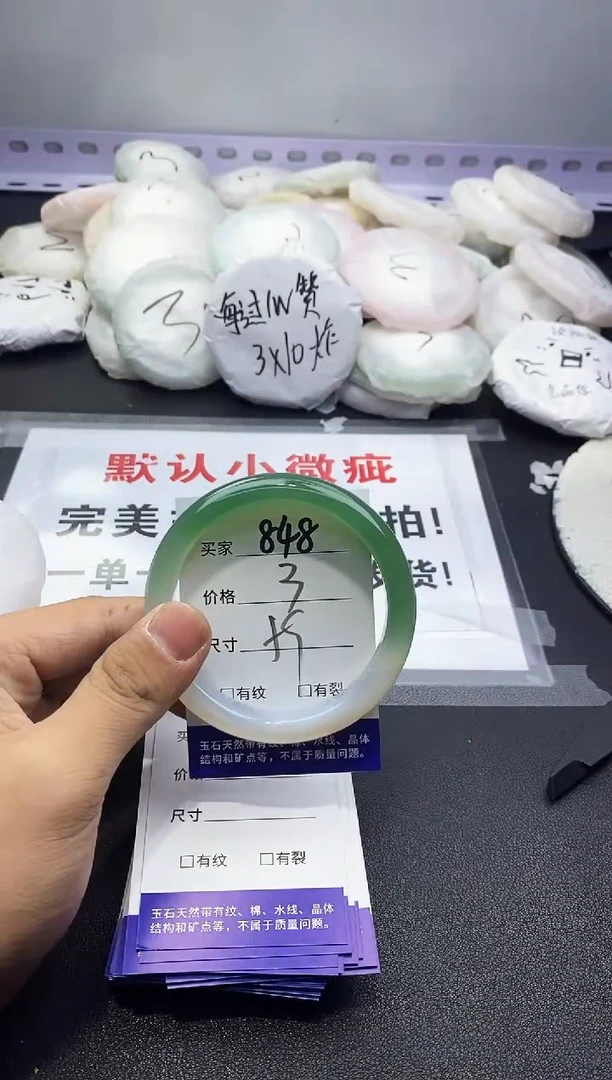 3
3
每过1W赞
3X10炸
默认小微疵
完美
拍!
一单一
货!
买家 848
价格 3
尺寸
□有纹 □有裂
玉石天然带有纹、棉、水线、晶体
结构和矿点等，不属于质量问题。
价
尺寸
□有纹 □有裂
玉石天然带有纹、棉、水线、晶体
结构和矿点等，不属于质量问题。